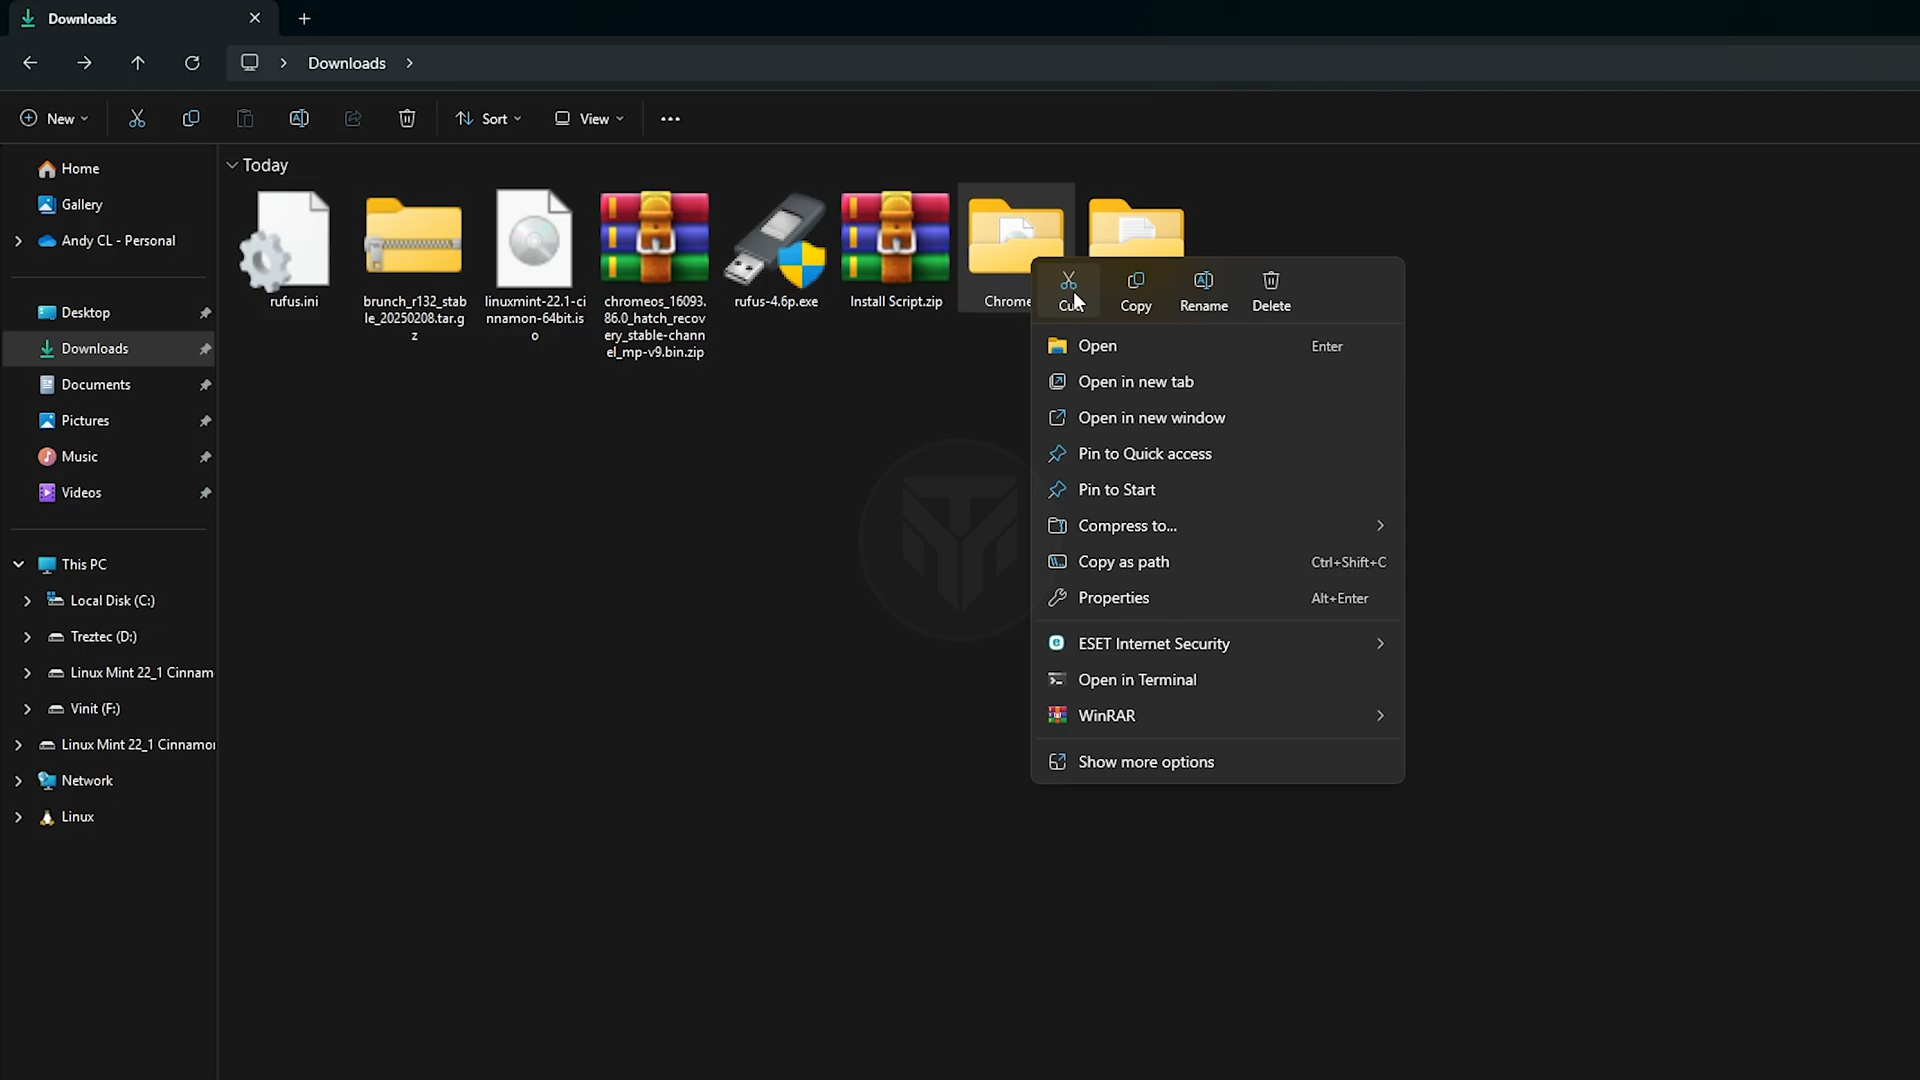 Downloads
Downloads
New
Sort
View
Home
Gallery
Andy CL - Personal
Desktop
Downloads
Documents
Pictures
Music
Videos
This PC
Local Disk (C:)
Treztec (D:)
Linux Mint 22_1 Cinnam
Vinit (F:)
Linux Mint 22_1 Cinnamo
Network
Linux
Today
rufus.ini
brunch_r132_stab
le_20250208.tar.g
z
linuxmint-22.1-ci
nnamon-64bit.is
o
chromeos_16093.
86.0_hatch_recov
ery_stable-chann
el_mp-v9.bin.zip
rufus-4.6p.exe
Install Script.zip
Chrome
Cut
Copy
Rename
Delete
Open Enter
Open in new tab
Open in new window
Pin to Quick access
Pin to Start
Compress to...
Copy as path Ctrl+Shift+C
Properties Alt+Enter
ESET Internet Security
Open in Terminal
WinRAR
Show more options